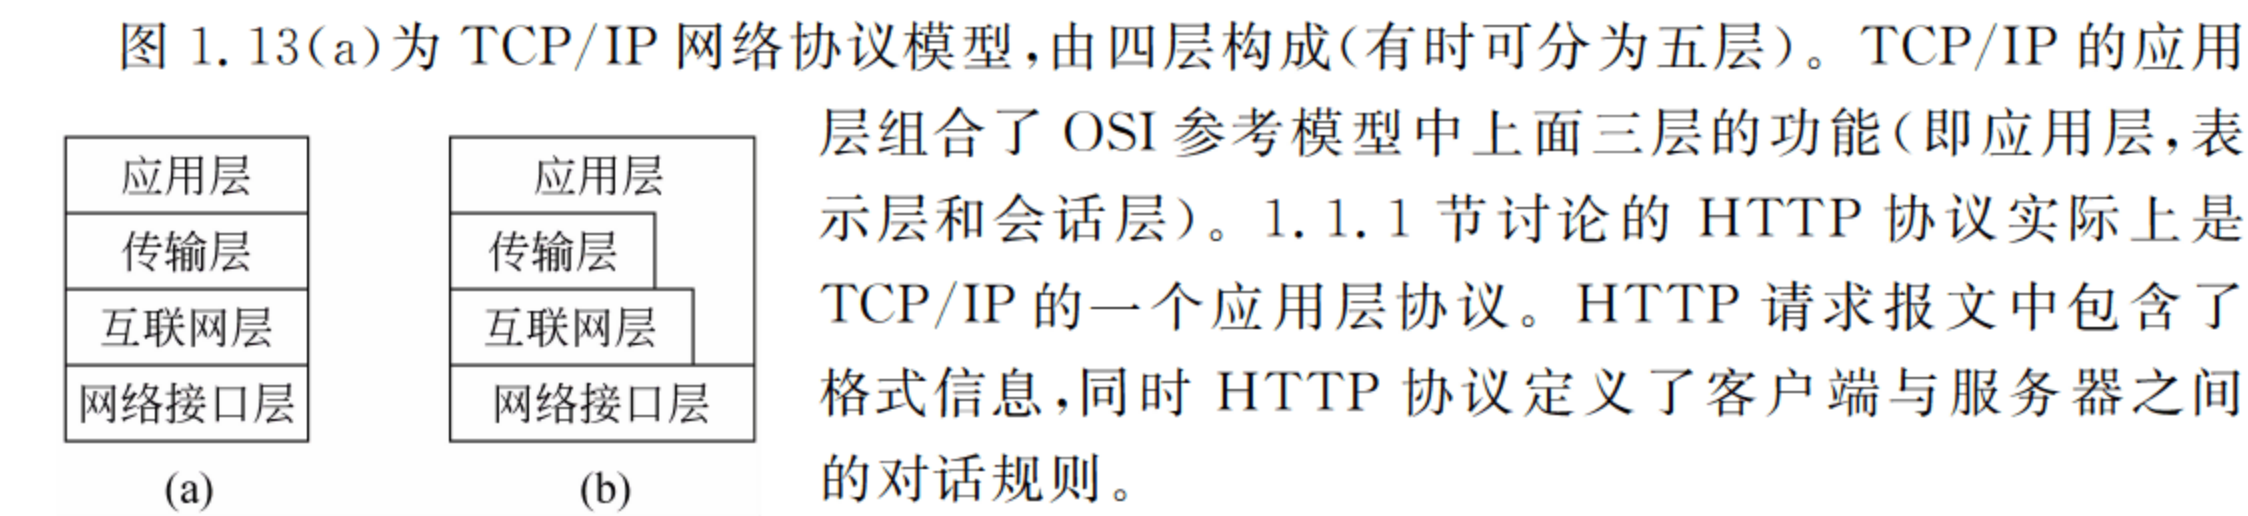 图 1.13(a)为 TCP/IP 网络协议模型,由四层构成(有时可分为五层)。TCP/IP 的应用
层组合了 OSI 参考模型中上面三层的功能(即应用层,表
示层和会话层)。1.1.1 节讨论的 HTTP 协议实际上是
TCP/IP 的一个应用层协议。HTTP 请求报文中包含了
格式信息,同时 HTTP 协议定义了客户端与服务器之间
的对话规则。
应用层
传输层
互联网层
网络接口层
(a)
应用层
传输层
互联网层
网络接口层
(b)